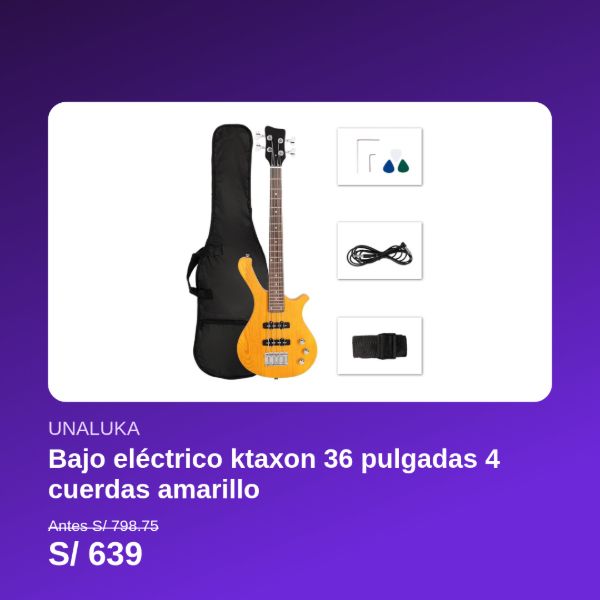 UNALUKA
Bajo eléctrico ktaxon 36 pulgadas 4
cuerdas amarillo
Antes S/ 798.75
S/ 639